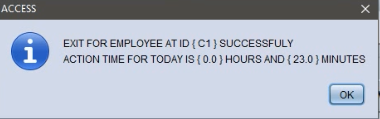 ACCESS
EXIT FOR EMPLOYEE AT ID { C1 } SUCCESSFULY
ACTION TIME FOR TODAY IS { 0.0 } HOURS AND { 23.0 } MINUTES
OK